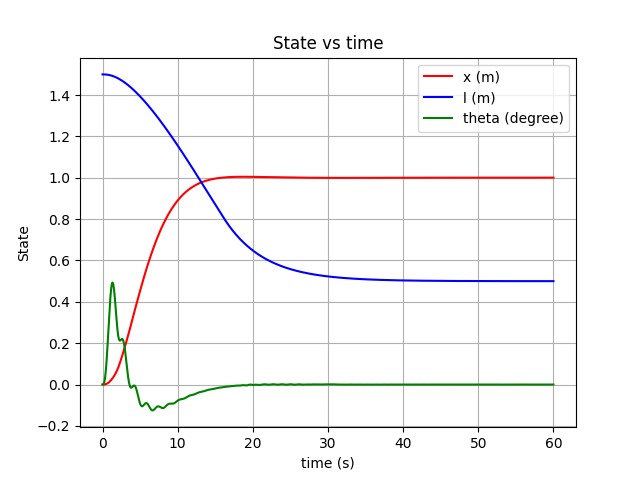 State vs time
x (m)
l (m)
theta (degree)
State
1.4
1.2
1.0
0.8
0.6
0.4
0.2
0.0
−0.2
0 10 20 30 40 50 60
time (s)